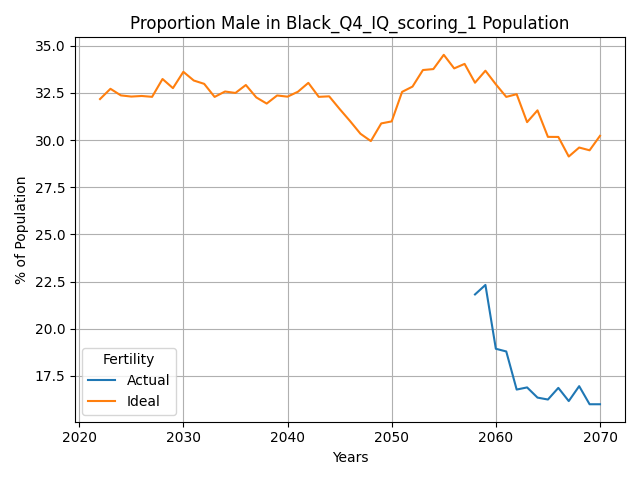 Proportion Male in Black_Q4_IQ_scoring_1 Population
% of Population
35.0
32.5
30.0
27.5
25.0
22.5
20.0
17.5
Fertility
Actual
Ideal
2020
2030
2040
2050
2060
2070
Years